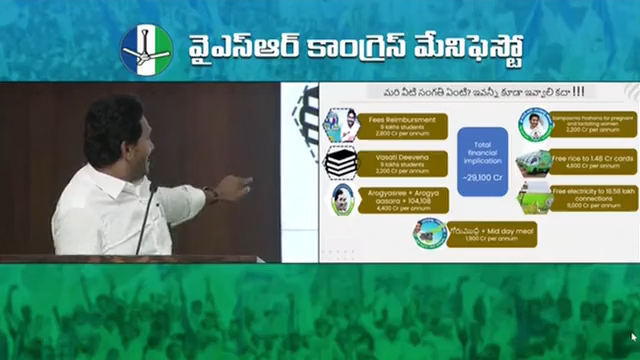 వైఎస్ఆర్ కాంగ్రెస్ మేనిఫెస్టో
మరి వీటి సంగతి ఏంటి? ఇవన్నీ కూడా ఇవ్వాలి కదా !!!
Fees Reimbursment
9 lakhs students
2,800 Cr per annum
Vasati Deevena
9 lakhs students
2,200 Cr per annum
Arogyasree + Arogya
aasara + 104,108
4,400 Cr per annum
Total
financial
implication
~29,100 Cr
Sampoorna Poshana for pregnant
and lactating women
2,200 Cr per annum
Free rice to 1.48 Cr cards
4,600 Cr per annum
Free electricity to 18.58 lakh
connections
11,000 Cr per annum
గోరుముద్ద + Mid day meal
1,900 Cr per annum